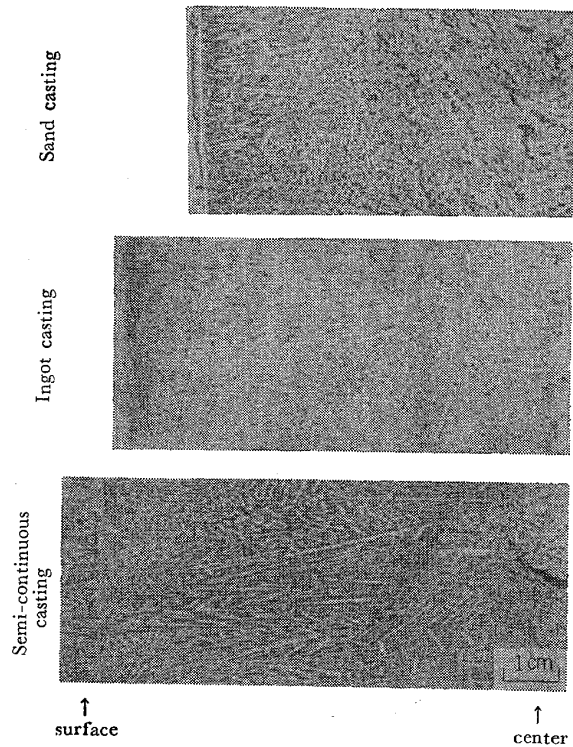 Sand casting
Ingot casting
Semi-continuous
casting
1 cm
surface
center